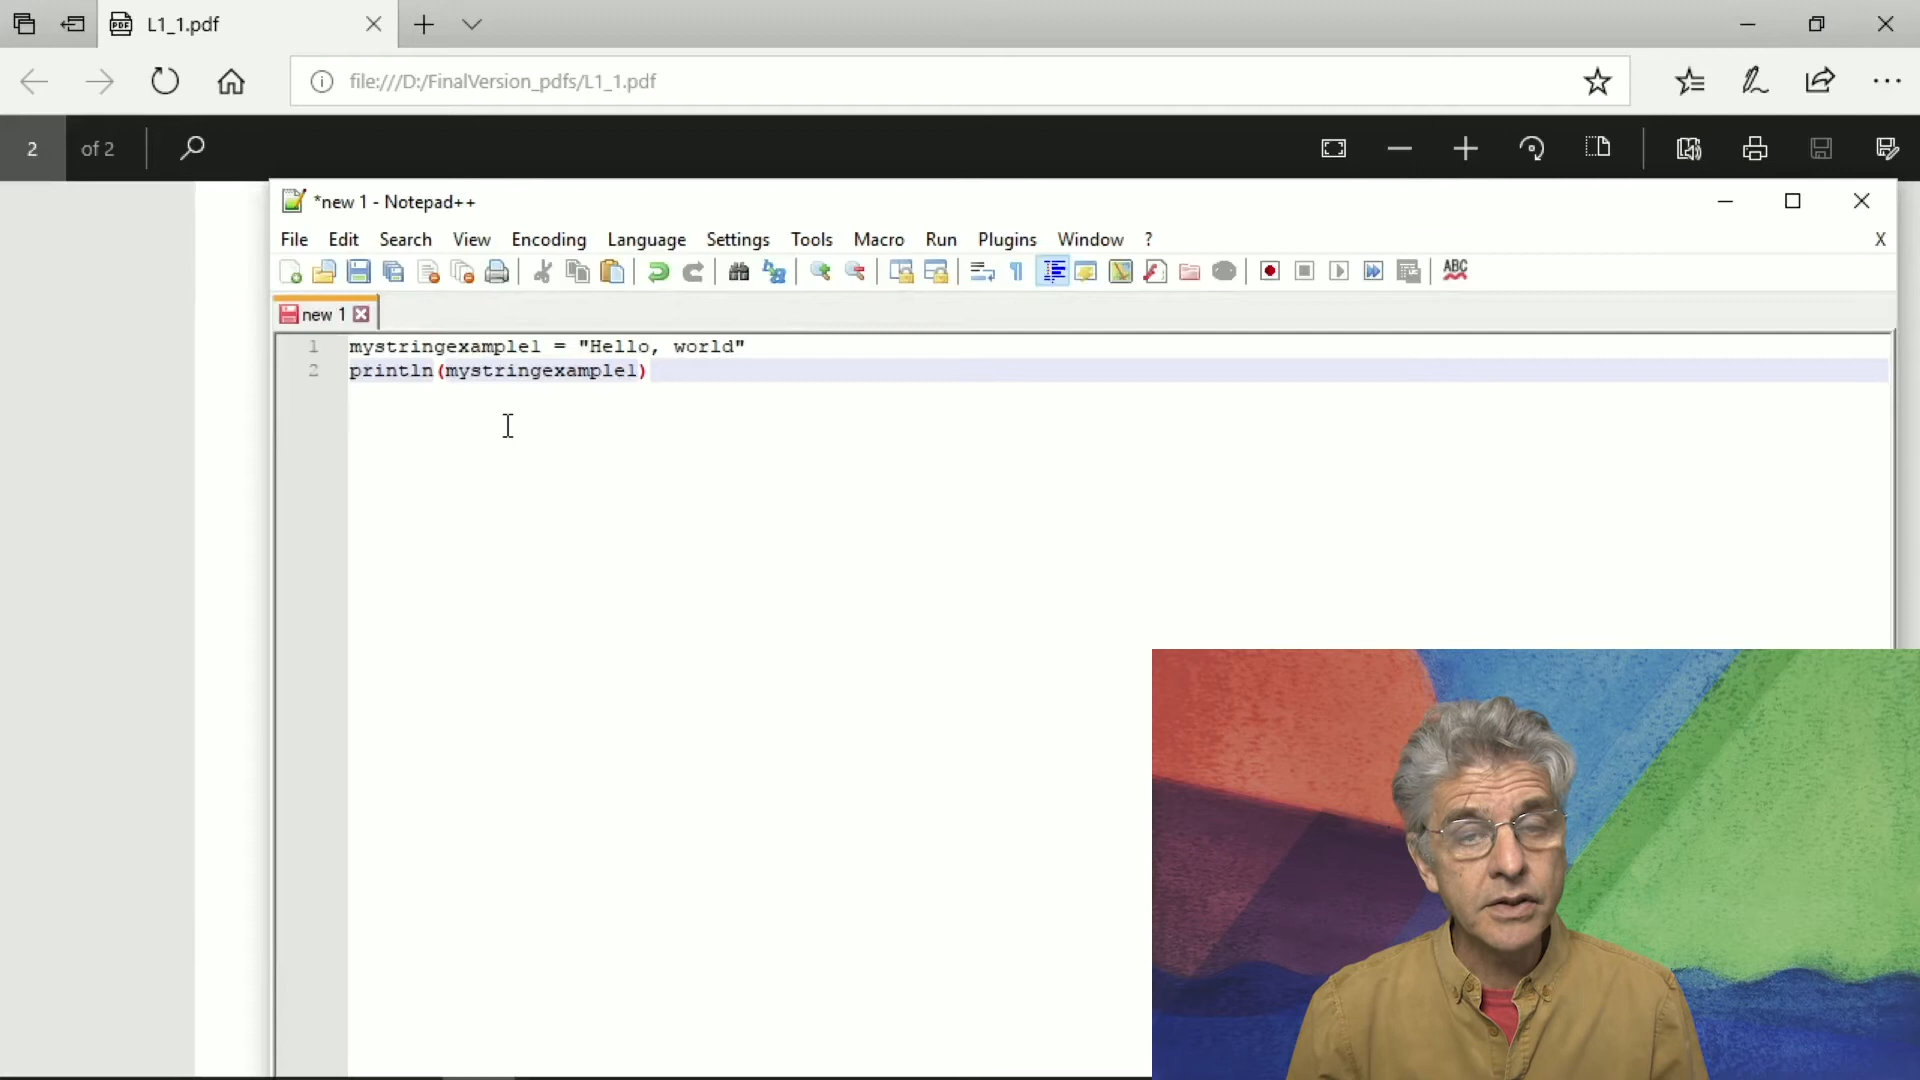 L1_1.pdf
file:///D:/FinalVersion_pdfs/L1_1.pdf
2 of 2
*new 1 - Notepad++
File Edit Search View Encoding Language Settings Tools Macro Run Plugins Window ? X
ABC
new 1
1 mystringexample1 = "Hello, world"
2 println(mystringexample1)